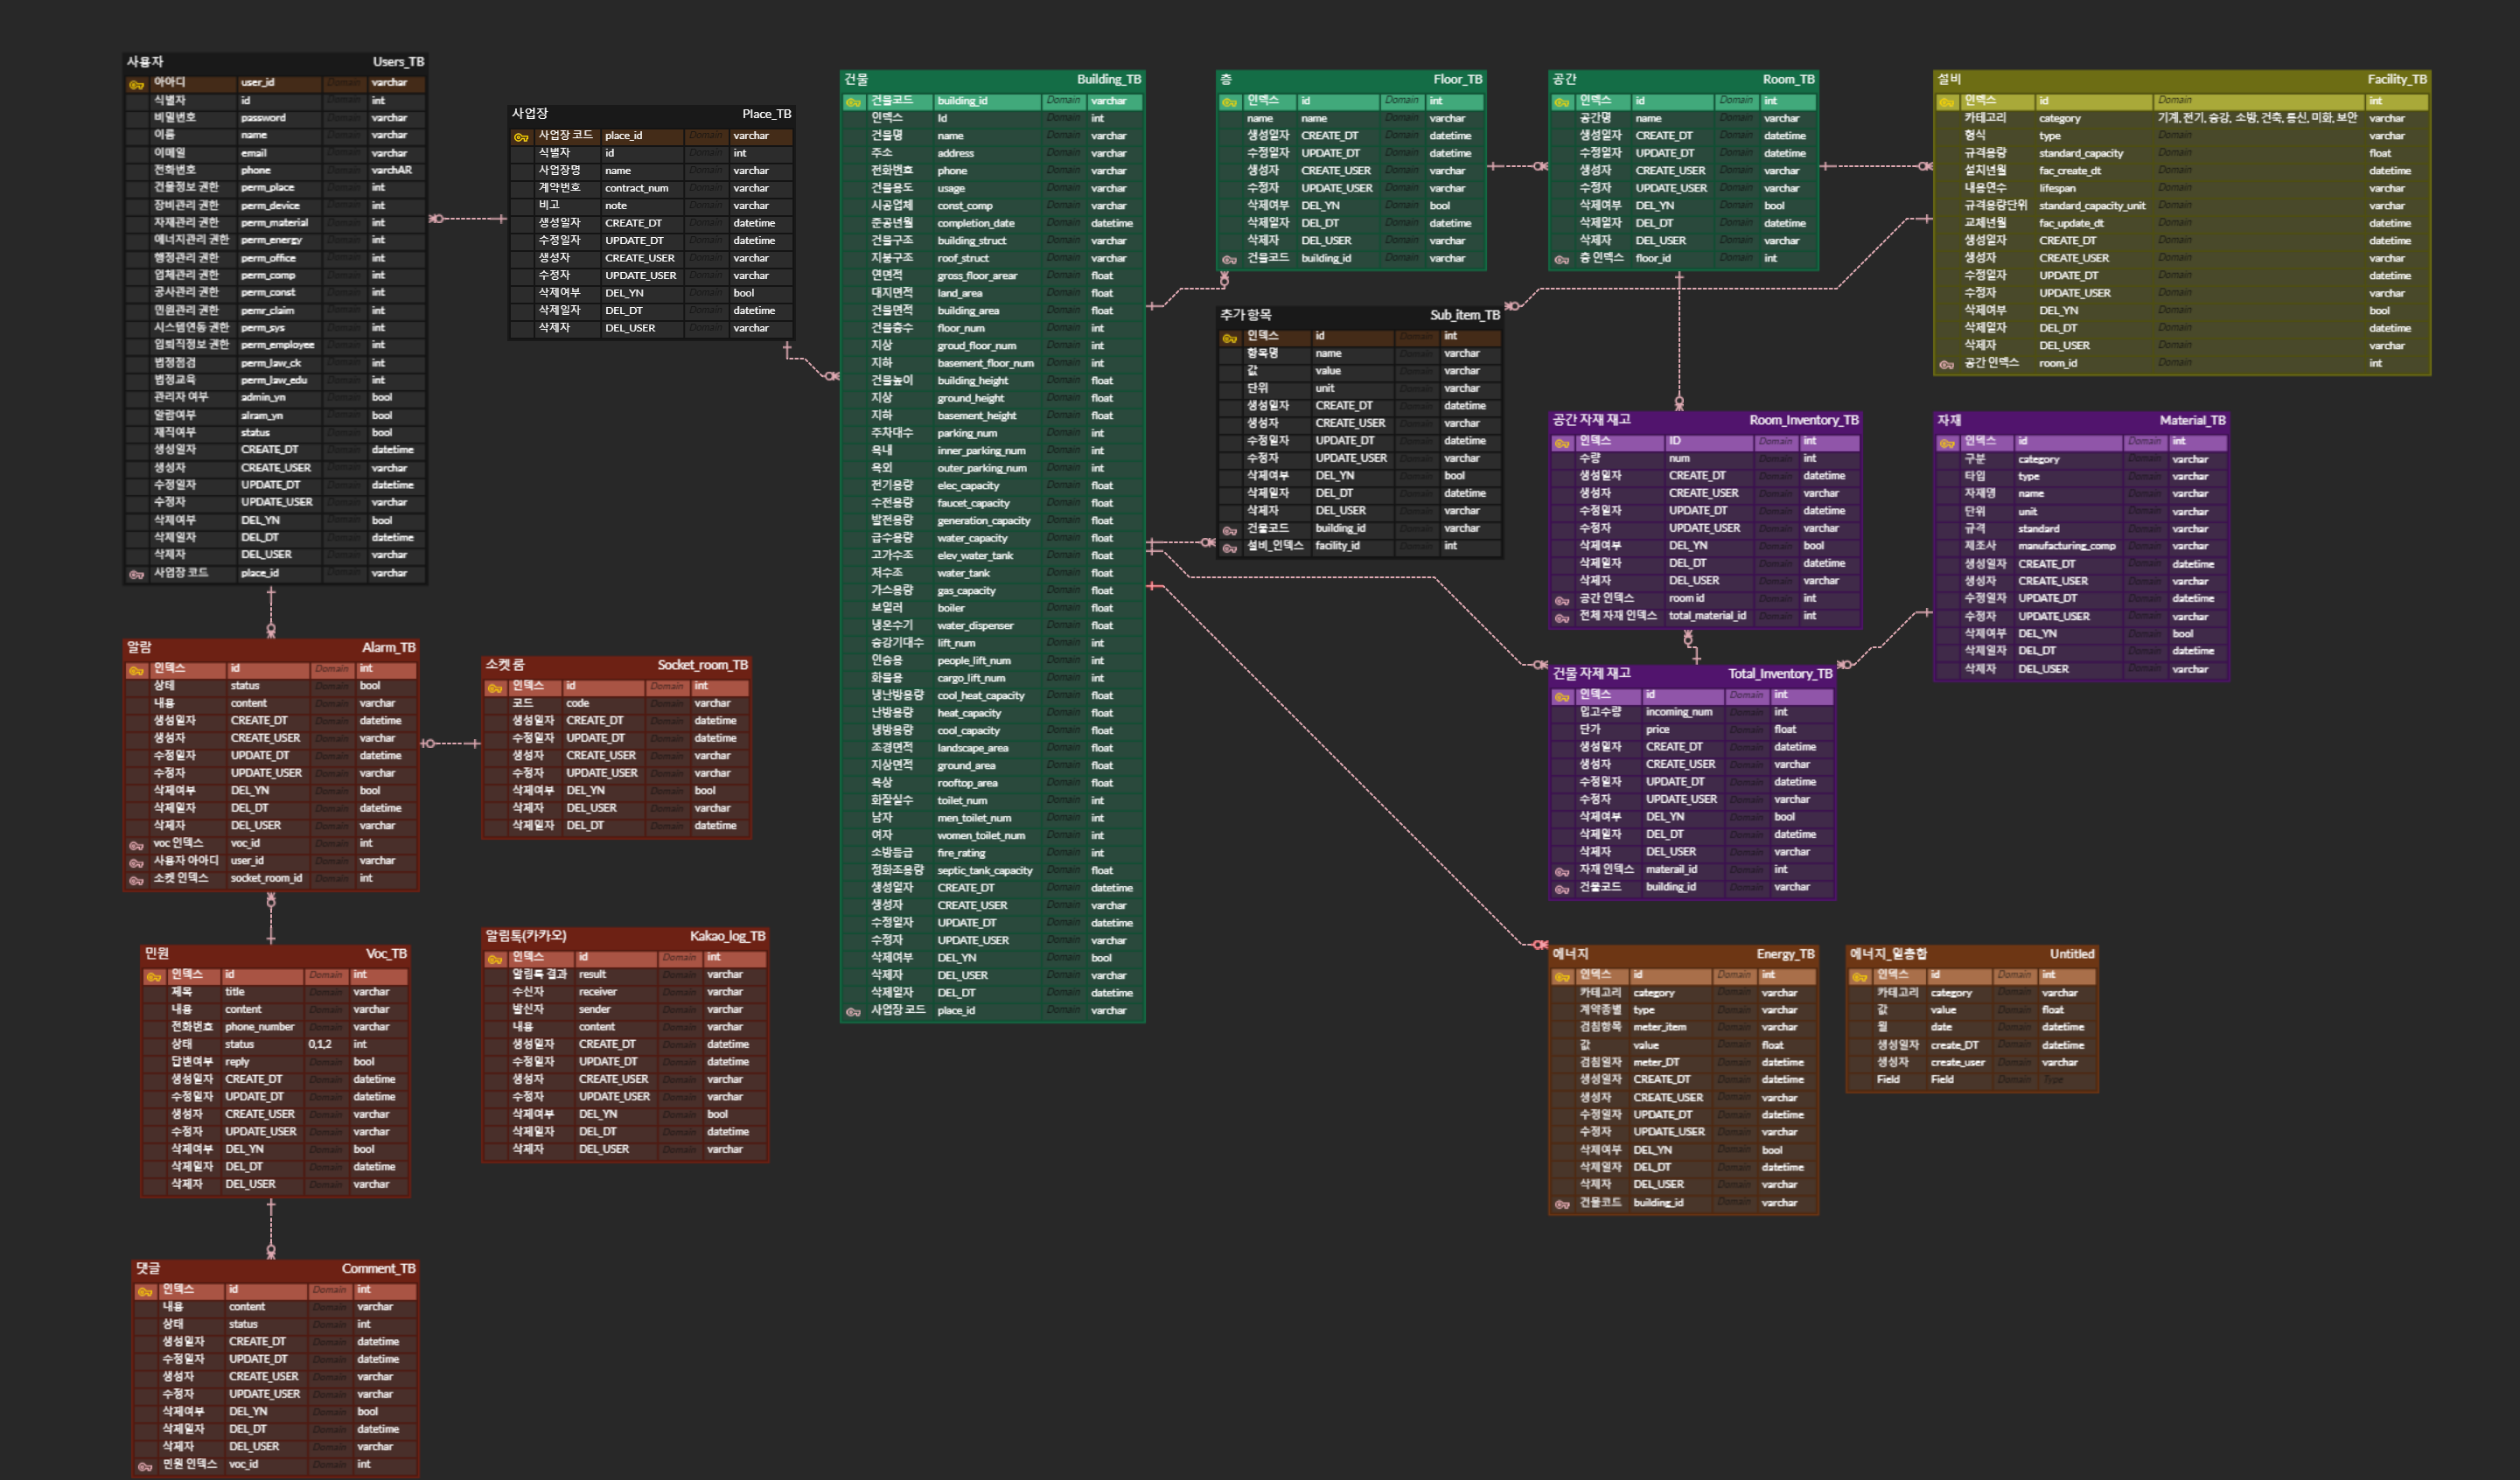 사용자 Users_TB
아아디 user_id Domain varchar
식별자 id Domain int
비밀번호 password Domain varchar
이름 name Domain varchar
이메일 email Domain varchar
전화번호 phone Domain varchAR
건물정보 권한 perm_place Domain int
장비관리 권한 perm_device Domain int
자재관리 권한 perm_material Domain int
에너지관리 권한 perm_energy Domain int
행정관리 권한 perm_office Domain int
업체관리 권한 perm_comp Domain int
공사관리 권한 perm_const Domain int
민원관리 권한 pemr_claim Domain int
시스템연동 권한 perm_sys Domain int
입퇴직정보 권한 perm_employee Domain int
법정점검 perm_law_ck Domain int
법정교육 perm_law_edu Domain int
관리자 여부 admin_yn Domain bool
알람여부 alram_yn Domain bool
재직여부 status Domain bool
생성일자 CREATE_DT Domain datetime
생성자 CREATE_USER Domain varchar
수정일자 UPDATE_DT Domain datetime
수정자 UPDATE_USER Domain varchar
삭제여부 DEL_YN Domain bool
삭제일자 DEL_DT Domain datetime
삭제자 DEL_USER Domain varchar
사업장 코드 place_id Domain varchar
사업장 Place_TB
사업장 코드 place_id Domain varchar
식별자 id Domain int
사업장명 name Domain varchar
계약번호 contract_num Domain varchar
비고 note Domain varchar
생성일자 CREATE_DT Domain datetime
수정일자 UPDATE_DT Domain datetime
생성자 CREATE_USER Domain varchar
수정자 UPDATE_USER Domain varchar
삭제여부 DEL_YN Domain bool
삭제일자 DEL_DT Domain datetime
삭제자 DEL_USER Domain varchar
건물 Building_TB
건물코드 building_id Domain varchar
인덱스 Id Domain int
건물명 name Domain varchar
주소 address Domain varchar
전화번호 phone Domain varchar
건물용도 usage Domain varchar
시공업체 const_comp Domain varchar
준공년월 completion_date Domain datetime
건물구조 building_struct Domain varchar
지붕구조 roof_struct Domain varchar
연면적 gross_floor_arear Domain float
대지면적 land_area Domain float
건물면적 building_area Domain float
건물층수 floor_num Domain int
지상 groud_floor_num Domain int
지하 basement_floor_num Domain int
건물높이 building_height Domain float
지상 ground_height Domain float
지하 basement_height Domain float
주차대수 parking_num Domain int
옥내 inner_parking_num Domain int
옥외 outer_parking_num Domain int
전기용량 elec_capacity Domain float
수전용량 faucet_capacity Domain float
발전용량 generation_capacity Domain float
급수용량 water_capacity Domain float
고가수조 elev_water_tank Domain float
저수조 water_tank Domain float
가스용량 gas_capacity Domain float
보일러 boiler Domain float
냉온수기 water_dispenser Domain float
승강기대수 lift_num Domain int
인승용 people_lift_num Domain int
화물용 cargo_lift_num Domain int
냉난방용량 cool_heat_capacity Domain float
난방용량 heat_capacity Domain float
냉방용량 cool_capacity Domain float
조경면적 landscape_area Domain float
지상면적 ground_area Domain float
옥상 rooftop_area Domain float
화장실수 toilet_num Domain int
남자 men_toilet_num Domain int
여자 women_toilet_num Domain int
소방등급 fire_rating Domain int
정화조용량 septic_tank_capacity Domain float
생성일자 CREATE_DT Domain datetime
생성자 CREATE_USER Domain varchar
수정일자 UPDATE_DT Domain datetime
수정자 UPDATE_USER Domain varchar
삭제여부 DEL_YN Domain bool
삭제자 DEL_USER Domain varchar
삭제일자 DEL_DT Domain datetime
사업장 코드 place_id Domain varchar
층 Floor_TB
인덱스 id Domain int
name name Domain varchar
생성일자 CREATE_DT Domain datetime
수정일자 UPDATE_DT Domain datetime
생성자 CREATE_USER Domain varchar
수정자 UPDATE_USER Domain varchar
삭제여부 DEL_YN Domain bool
삭제일자 DEL_DT Domain datetime
삭제자 DEL_USER Domain varchar
건물코드 building_id Domain varchar
공간 Room_TB
인덱스 id Domain int
공간명 name Domain varchar
생성일자 CREATE_DT Domain datetime
수정일자 UPDATE_DT Domain datetime
생성자 CREATE_USER Domain varchar
수정자 UPDATE_USER Domain varchar
삭제여부 DEL_YN Domain bool
삭제일자 DEL_DT Domain datetime
삭제자 DEL_USER Domain varchar
층 인덱스 floor_id Domain int
설비 Facility_TB
인덱스 id Domain int
카테고리 category 기계, 전기, 승강, 소방, 건축, 통신, 미화, 보안 varchar
형식 type Domain varchar
규격용량 standard_capacity Domain float
설치년월 fac_create_dt Domain datetime
내용연수 lifespan Domain varchar
규격용량단위 standard_capacity_unit Domain varchar
교체년월 fac_update_dt Domain datetime
생성일자 CREATE_DT Domain datetime
생성자 CREATE_USER Domain varchar
수정일자 UPDATE_DT Domain datetime
수정자 UPDATE_USER Domain varchar
삭제여부 DEL_YN Domain bool
삭제일자 DEL_DT Domain datetime
삭제자 DEL_USER Domain varchar
공간 인덱스 room_id Domain int
추가 항목 Sub_item_TB
인덱스 id Domain int
항목명 name Domain varchar
값 value Domain varchar
단위 unit Domain varchar
생성일자 CREATE_DT Domain datetime
생성자 CREATE_USER Domain varchar
수정일자 UPDATE_DT Domain datetime
수정자 UPDATE_USER Domain varchar
삭제여부 DEL_YN Domain bool
삭제일자 DEL_DT Domain datetime
삭제자 DEL_USER Domain varchar
건물코드 building_id Domain varchar
설비_인덱스 facility_id Domain int
공간 자재 재고 Room_Inventory_TB
인덱스 ID Domain int
수량 num Domain int
생성일자 CREATE_DT Domain datetime
생성자 CREATE_USER Domain varchar
수정일자 UPDATE_DT Domain datetime
수정자 UPDATE_USER Domain varchar
삭제여부 DEL_YN Domain bool
삭제일자 DEL_DT Domain datetime
삭제자 DEL_USER Domain varchar
공간 인덱스 room id Domain int
전체 자재 인덱스 total_material_id Domain int
자재 Material_TB
인덱스 id Domain int
구분 category Domain varchar
타입 type Domain varchar
자재명 name Domain varchar
단위 unit Domain varchar
규격 standard Domain varchar
제조사 manufacturing_comp Domain varchar
생성일자 CREATE_DT Domain datetime
생성자 CREATE_USER Domain varchar
수정일자 UPDATE_DT Domain datetime
수정자 UPDATE_USER Domain varchar
삭제여부 DEL_YN Domain bool
삭제일자 DEL_DT Domain datetime
삭제자 DEL_USER Domain varchar
건물 자제 재고 Total_Inventory_TB
인덱스 id Domain int
입고수량 incoming_num Domain int
단가 price Domain float
생성일자 CREATE_DT Domain datetime
생성자 CREATE_USER Domain varchar
수정일자 UPDATE_DT Domain datetime
수정자 UPDATE_USER Domain varchar
삭제여부 DEL_YN Domain bool
삭제일자 DEL_DT Domain datetime
삭제자 DEL_USER Domain varchar
자재 인덱스 materail_id Domain int
건물코드 building_id Domain varchar
알람 Alarm_TB
인덱스 id Domain int
상태 status Domain bool
내용 content Domain varchar
생성일자 CREATE_DT Domain datetime
생성자 CREATE_USER Domain varchar
수정일자 UPDATE_DT Domain datetime
수정자 UPDATE_USER Domain varchar
삭제여부 DEL_YN Domain bool
삭제일자 DEL_DT Domain datetime
삭제자 DEL_USER Domain varchar
voc 인덱스 voc_id Domain int
사용자 아아디 user_id Domain varchar
소켓 인덱스 socket_room_id Domain int
소켓 룸 Socket_room_TB
인덱스 id Domain int
코드 code Domain varchar
생성일자 CREATE_DT Domain datetime
수정일자 UPDATE_DT Domain datetime
생성자 CREATE_USER Domain varchar
수정자 UPDATE_USER Domain varchar
삭제여부 DEL_YN Domain bool
삭제자 DEL_USER Domain varchar
삭제일자 DEL_DT Domain datetime
민원 Voc_TB
인덱스 id Domain int
제목 title Domain varchar
내용 content Domain varchar
전화번호 phone_number Domain varchar
상태 status 0,1,2 int
답변여부 reply Domain bool
생성일자 CREATE_DT Domain datetime
수정일자 UPDATE_DT Domain datetime
생성자 CREATE_USER Domain varchar
수정자 UPDATE_USER Domain varchar
삭제여부 DEL_YN Domain bool
삭제일자 DEL_DT Domain datetime
삭제자 DEL_USER Domain varchar
알림톡(카카오) Kakao_log_TB
인덱스 id Domain int
알림톡 결과 result Domain varchar
수신자 receiver Domain varchar
발신자 sender Domain varchar
내용 content Domain varchar
생성일자 CREATE_DT Domain datetime
수정일자 UPDATE_DT Domain datetime
생성자 CREATE_USER Domain varchar
수정자 UPDATE_USER Domain varchar
삭제여부 DEL_YN Domain bool
삭제일자 DEL_DT Domain datetime
삭제자 DEL_USER Domain varchar
에너지 Energy_TB
인덱스 id Domain int
카테고리 category Domain varchar
계약종별 type Domain varchar
검침항목 meter_item Domain varchar
값 value Domain float
검침일자 meter_DT Domain datetime
생성일자 CREATE_DT Domain datetime
생성자 CREATE_USER Domain varchar
수정일자 UPDATE_DT Domain datetime
수정자 UPDATE_USER Domain varchar
삭제여부 DEL_YN Domain bool
삭제일자 DEL_DT Domain datetime
삭제자 DEL_USER Domain varchar
건물코드 building_id Domain varchar
에너지_일총합 Untitled
인덱스 id Domain int
카테고리 category Domain varchar
값 value Domain float
월 date Domain datetime
생성일자 create_DT Domain datetime
생성자 create_user Domain varchar
Field Field Domain Type
댓글 Comment_TB
인덱스 id Domain int
내용 content Domain varchar
상태 status Domain int
생성일자 CREATE_DT Domain datetime
수정일자 UPDATE_DT Domain datetime
생성자 CREATE_USER Domain varchar
수정자 UPDATE_USER Domain varchar
삭제여부 DEL_YN Domain bool
삭제일자 DEL_DT Domain datetime
삭제자 DEL_USER Domain varchar
민원 인덱스 voc_id Domain int